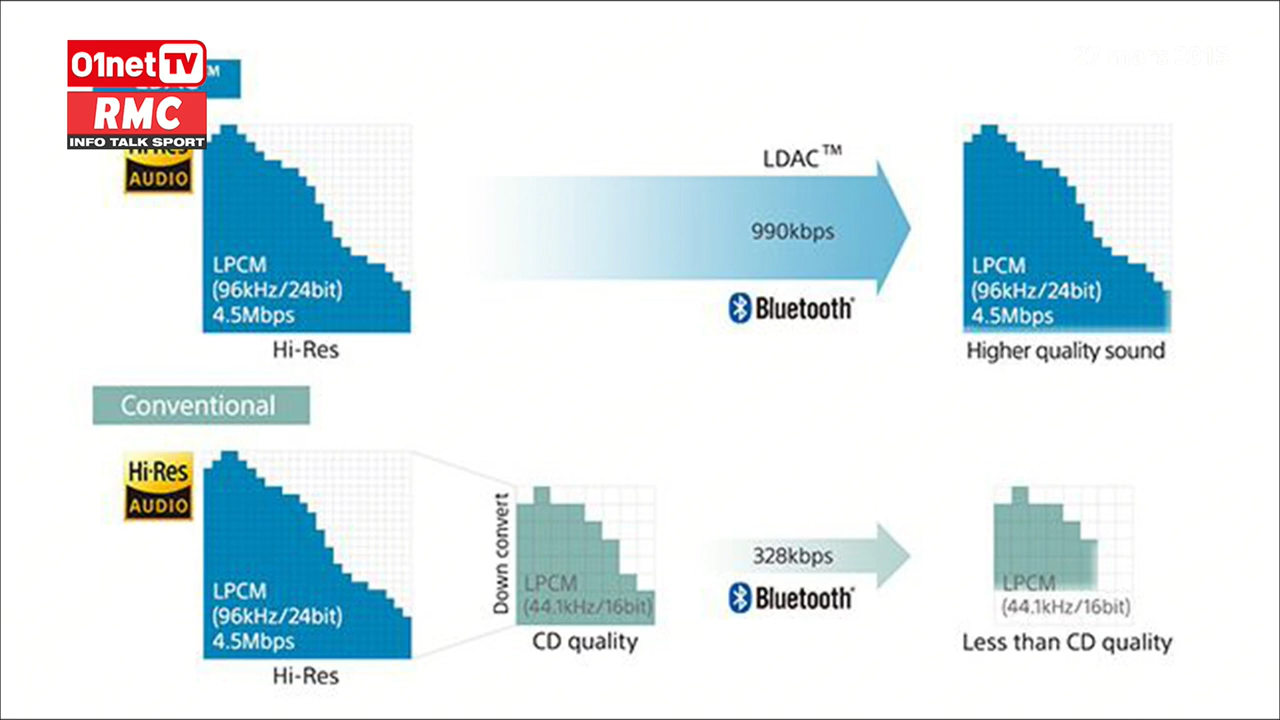 01net TV
RMC
INFO TALK SPORT
AUDIO
LPCM
(96kHz/24bit)
4.5Mbps
Hi-Res
LDAC™
990kbps
Bluetooth®
LPCM
(96kHz/24bit)
4.5Mbps
Higher quality sound
Conventional
Hi-Res
AUDIO
LPCM
(96kHz/24bit)
4.5Mbps
Hi-Res
Down convert
LPCM
(44.1kHz/16bit)
CD quality
328kbps
Bluetooth®
LPCM
(44.1kHz/16bit)
Less than CD quality